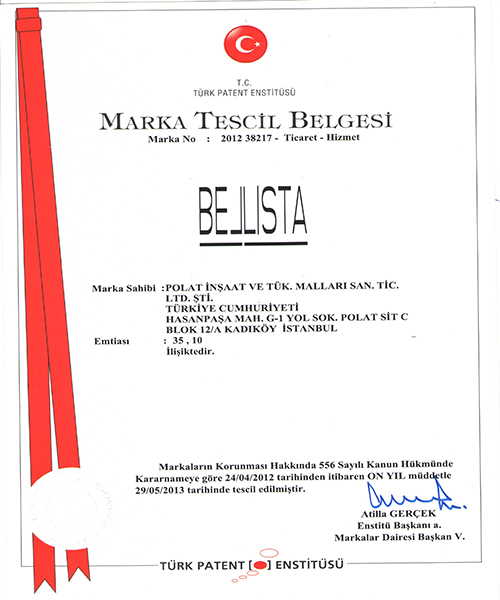 T.C.
TÜRK PATENT ENSTİTÜSÜ
MARKA TESCİL BELGESİ
Marka No : 2012 38217 - Ticaret - Hizmet
BELLISTA
Marka Sahibi : POLAT İNŞAAT VE TÜK. MALLARI SAN. TİC.
LTD. ŞTİ.
TÜRKİYE CUMHURİYETİ
HASANPAŞA MAH. G-1 YOL SOK. POLAT SİT C
BLOK 12/A KADIKÖY İSTANBUL
Emtiası : 35 , 10
İlişiktedir.
Markaların Korunması Hakkında 556 Sayılı Kanun Hükmünde
Kararnameye göre 24/04/2012 tarihinden itibaren ON YIL müddetle
29/05/2013 tarihinde tescil edilmiştir.
Atilla GERÇEK
Enstitü Başkanı a.
Markalar Dairesi Başkan V.
TÜRK PATENT [ ] ENSTİTÜSÜ